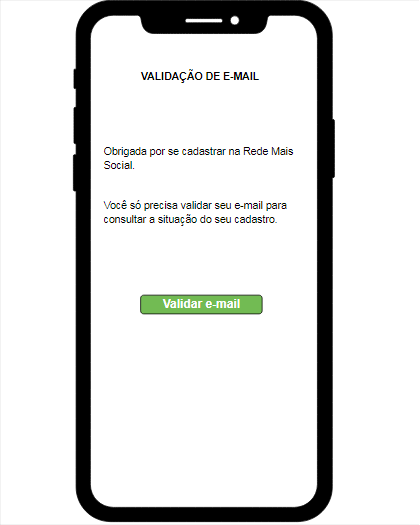 VALIDAÇÃO DE E-MAIL
Obrigada por se cadastrar na Rede Mais
Social.
Você só precisa validar seu e-mail para
consultar a situação do seu cadastro.
Validar e-mail